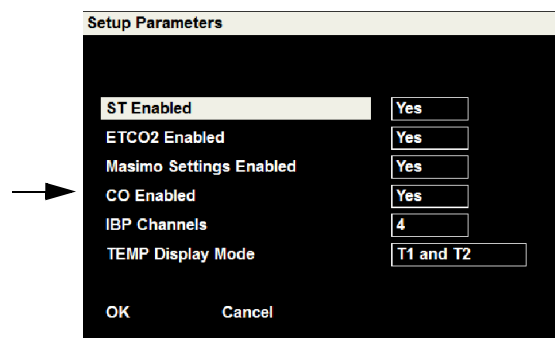 Setup Parameters
ST Enabled Yes
ETCO2 Enabled Yes
Masimo Settings Enabled Yes
CO Enabled Yes
IBP Channels 4
TEMP Display Mode T1 and T2
OK Cancel